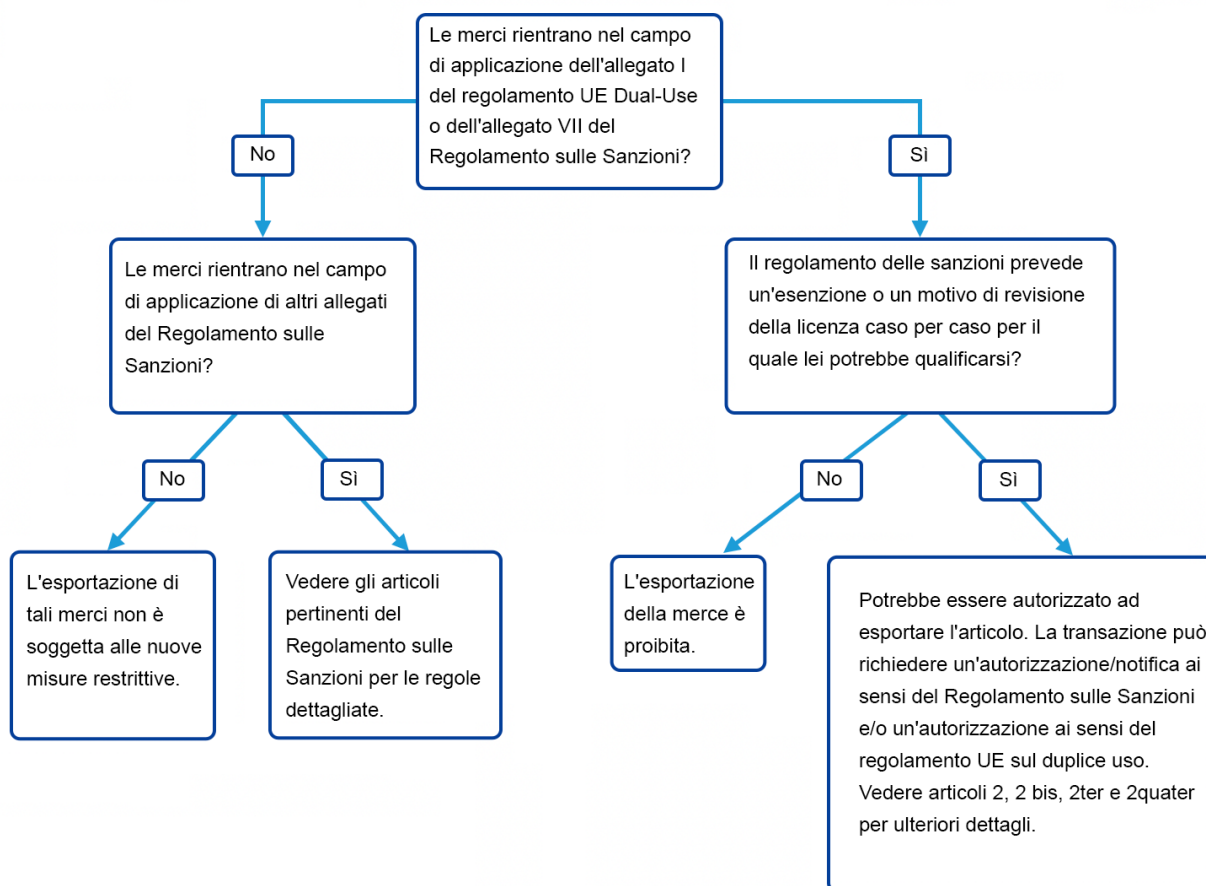 Le merci rientrano nel campo
di applicazione dell'allegato I
del regolamento UE Dual-Use
o dell'allegato VII del
Regolamento sulle Sanzioni?
No
Sì
Le merci rientrano nel campo
di applicazione di altri allegati
del Regolamento sulle
Sanzioni?
Il regolamento delle sanzioni prevede
un'esenzione o un motivo di revisione
della licenza caso per caso per il
quale lei potrebbe qualificarsi?
No
Sì
No
Sì
L'esportazione di
tali merci non è
soggetta alle nuove
misure restrittive.
Vedere gli articoli
pertinenti del
Regolamento sulle
Sanzioni per le regole
dettagliate.
L'esportazione
della merce è
proibita.
Potrebbe essere autorizzato ad
esportare l'articolo. La transazione può
richiedere un'autorizzazione/notifica ai
sensi del Regolamento sulle Sanzioni
e/o un'autorizzazione ai sensi del
regolamento UE sul duplice uso.
Vedere articoli 2, 2 bis, 2ter e 2quater
per ulteriori dettagli.